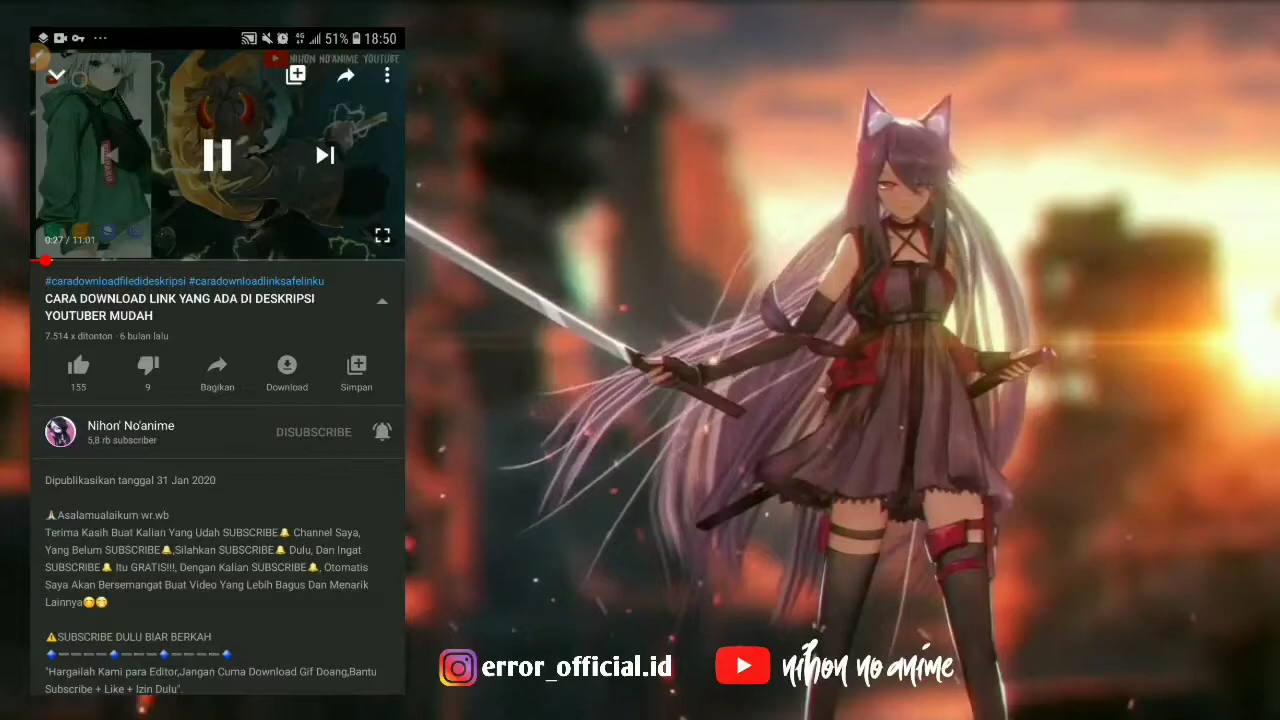 51% 18:50
NIHON NO'ANIME YOUTUBE
0:27 / 11:01
#caradownloadfiledideskripsi #caradownloadlinksafelinku
CARA DOWNLOAD LINK YANG ADA DI DESKRIPSI
YOUTUBER MUDAH
7.514 x ditonton · 6 bulan lalu
155 9 Bagikan Download Simpan
Nihon' No'anime
5,8 rb subscriber
DISUBSCRIBE
Dipublikasikan tanggal 31 Jan 2020
🙏Asalamualaikum wr.wb
Terima Kasih Buat Kalian Yang Udah SUBSCRIBE🔔 Channel Saya,
Yang Belum SUBSCRIBE🔔,Silahkan SUBSCRIBE🔔 Dulu, Dan Ingat
SUBSCRIBE🔔 Itu GRATIS!!!, Dengan Kalian SUBSCRIBE🔔, Otomatis
Saya Akan Bersemangat Buat Video Yang Lebih Bagus Dan Menarik
Lainnya😁😁
⚠️SUBSCRIBE DULU BIAR BERKAH
"Hargailah Kami para Editor,Jangan Cuma Download Gif Doang,Bantu
Subscribe + Like + Izin Dulu".
error_official.id
nihon no anime